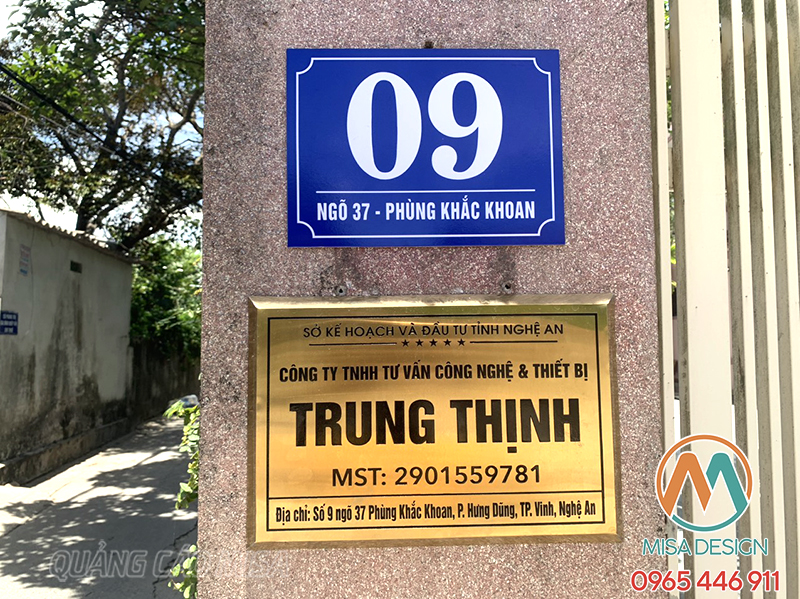 09
NGÕ 37 - PHÙNG KHẮC KHOAN
SỞ KẾ HOẠCH VÀ ĐẦU TƯ TỈNH NGHỆ AN
CÔNG TY TNHH TƯ VẤN CÔNG NGHỆ & THIẾT BỊ
TRUNG THỊNH
MST: 2901559781
Địa chỉ: Số 9 ngõ 37 Phùng Khắc Khoan, P. Hưng Dũng, TP. Vinh, Nghệ An
QUẢNG
MISA DESIGN
0965 446 911